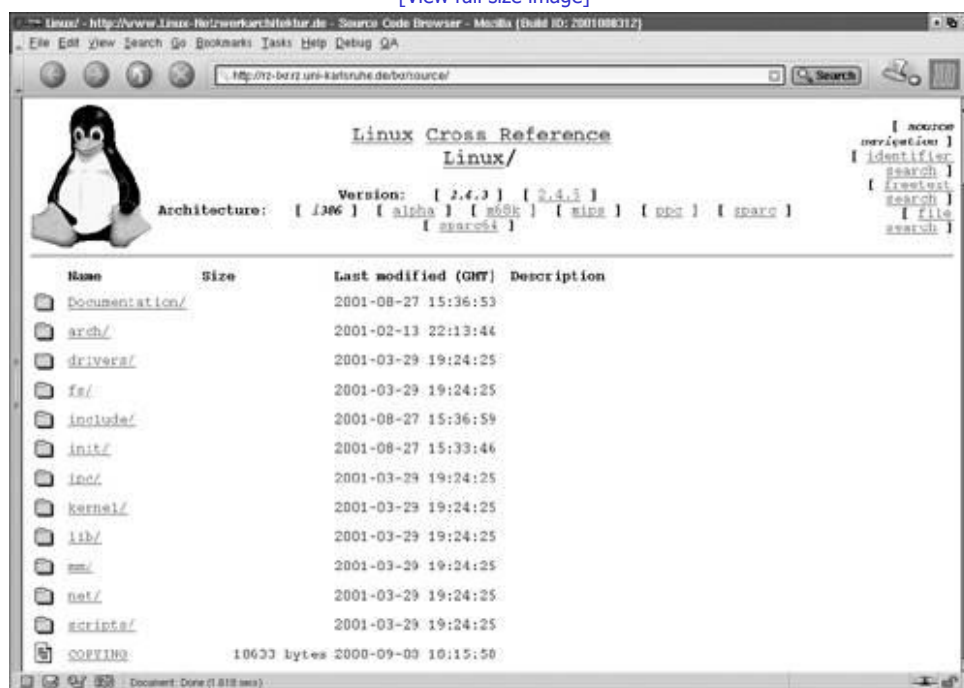 [View full size image]
Linux/ - http://www.Linux-Netzwerkarchitektur.de - Source Code Browser - Mozilla {Build ID: 2001008312}
File Edit View Search Go Bookmarks Tasks Help Debug QA
Search
Linux Cross Reference
Linux/
[ source navigation ]
[ identifier search ]
[ freetext search ]
[ file search ]
Version: [ 2.4.3 ] [ 2.4.5 ]
Architecture: [ i386 ] [ alpha ] [ m68k ] [ mips ] [ ppc ] [ sparc ]
[ sparc64 ]
Name Size Last modified (GMT) Description
Documentation/ 2001-08-27 15:36:53
arch/ 2001-02-13 22:13:44
drivers/ 2001-03-29 19:24:25
fs/ 2001-03-29 19:24:25
include/ 2001-08-27 15:36:59
init/ 2001-08-27 15:33:46
ipc/ 2001-03-29 19:24:25
kernel/ 2001-03-29 19:24:25
lib/ 2001-03-29 19:24:25
mm/ 2001-03-29 19:24:25
net/ 2001-03-29 19:24:25
scripts/ 2001-03-29 19:24:25
COPYING 18633 bytes 2000-09-03 18:15:50
Document: Done (1.818 secs)